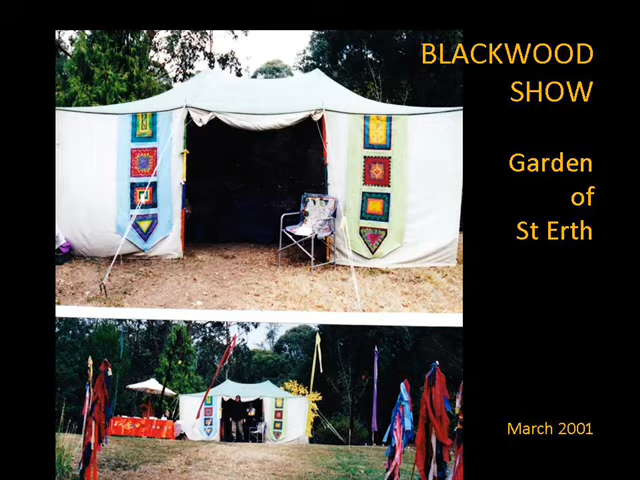 BLACKWOOD
SHOW
Garden
of
St Erth
March 2001